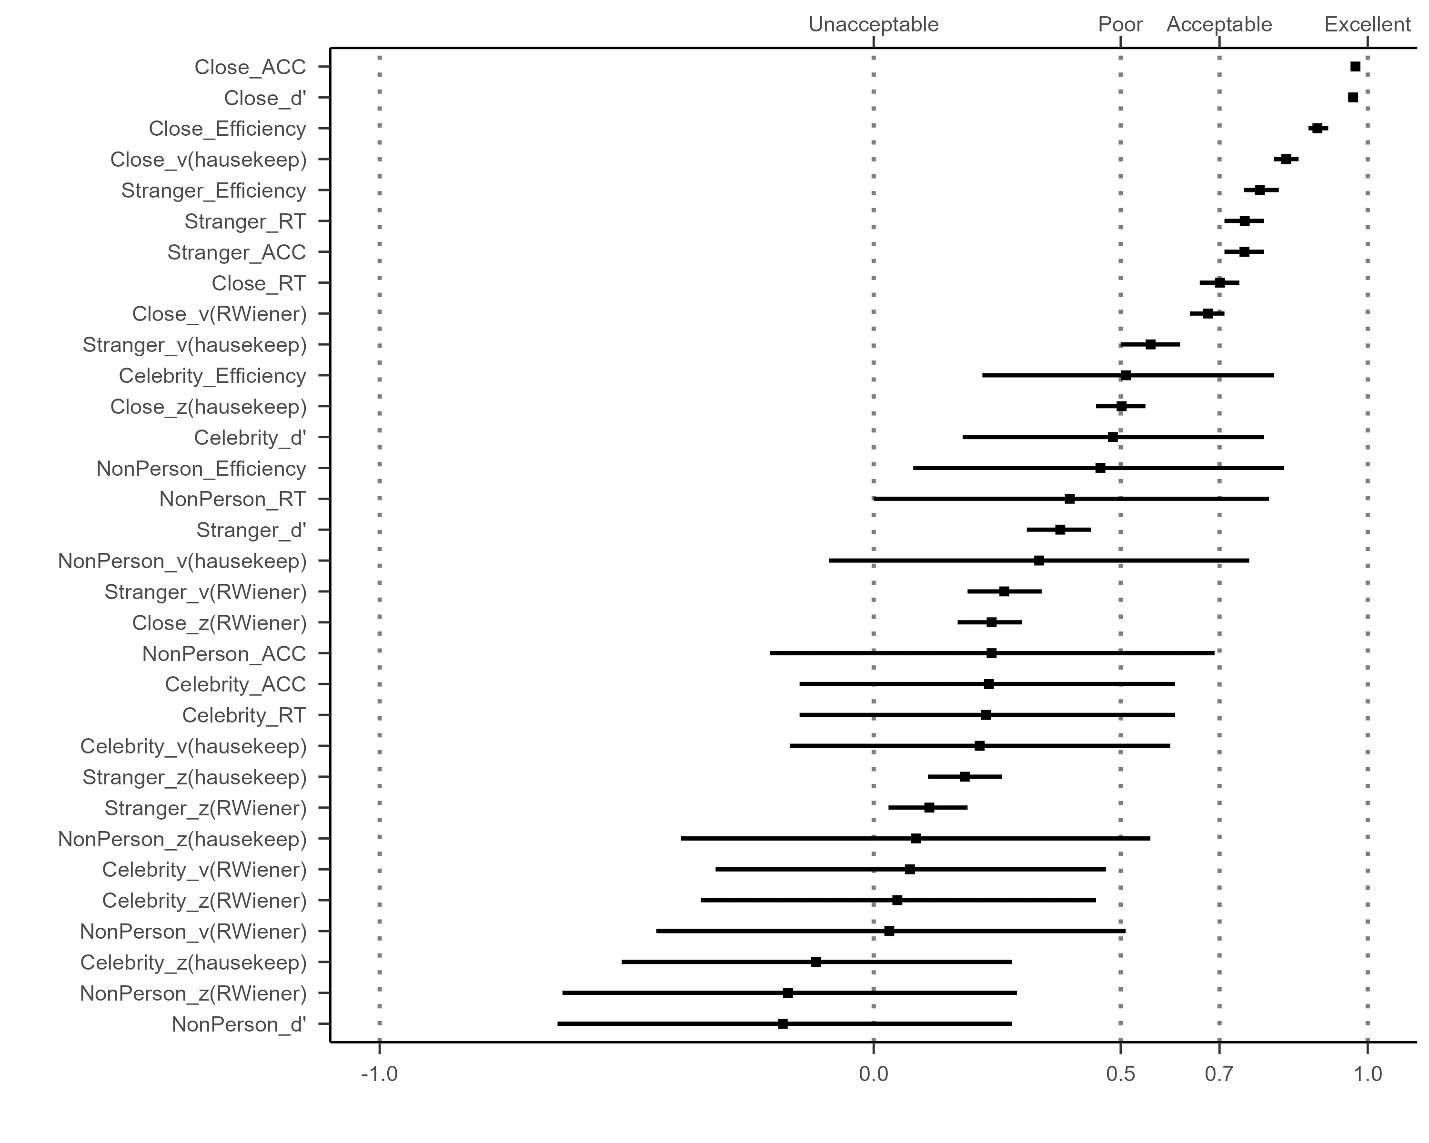 Unacceptable Poor Acceptable Excellent
Close_ACC
Close_d'
Close_Efficiency
Close_v(hausekeep)
Stranger_Efficiency
Stranger_RT
Stranger_ACC
Close_RT
Close_v(RWiener)
Stranger_v(hausekeep)
Celebrity_Efficiency
Close_z(hausekeep)
Celebrity_d'
NonPerson_Efficiency
NonPerson_RT
Stranger_d'
NonPerson_v(hausekeep)
Stranger_v(RWiener)
Close_z(RWiener)
NonPerson_ACC
Celebrity_ACC
Celebrity_RT
Celebrity_v(hausekeep)
Stranger_z(hausekeep)
Stranger_z(RWiener)
NonPerson_z(hausekeep)
Celebrity_v(RWiener)
Celebrity_z(RWiener)
NonPerson_v(RWiener)
Celebrity_z(hausekeep)
NonPerson_z(RWiener)
NonPerson_d'
-1.0 0.0 0.5 0.7 1.0